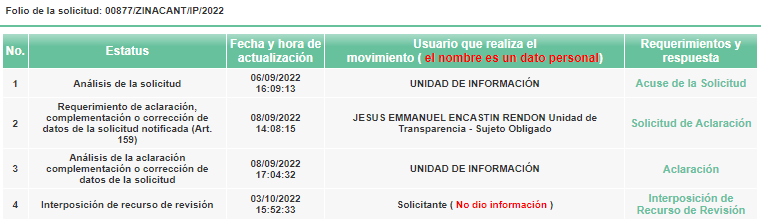 Folio de la solicitud: 00877/ZINACANT/IP/2022
No. Estatus Fecha y hora de actualización Usuario que realiza el movimiento ( el nombre es un dato personal) Requerimientos y respuesta
1 Análisis de la solicitud 06/09/2022 16:09:13 UNIDAD DE INFORMACIÓN Acuse de la Solicitud
2 Requerimiento de aclaración, complementación o corrección de datos de la solicitud notificada (Art. 159) 08/09/2022 14:08:15 JESUS EMMANUEL ENCASTIN RENDON Unidad de Transparencia - Sujeto Obligado Solicitud de Aclaración
3 Análisis de la aclaración complementación o corrección de datos de la solicitud 08/09/2022 17:04:32 UNIDAD DE INFORMACIÓN Aclaración
4 Interposición de recurso de revisión 03/10/2022 15:52:33 Solicitante ( No dio información ) Interposición de Recurso de Revisión